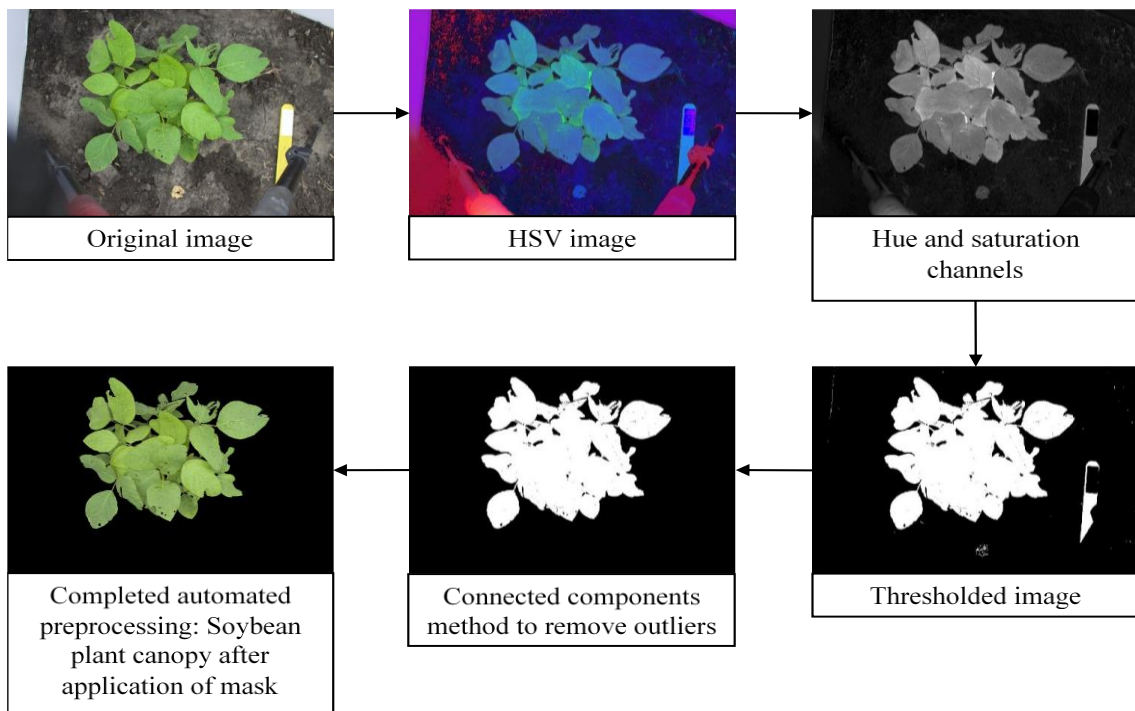 Original image
HSV image
Hue and saturation
channels
Thresholded image
Connected components
method to remove outliers
Completed automated
preprocessing: Soybean
plant canopy after
application of mask